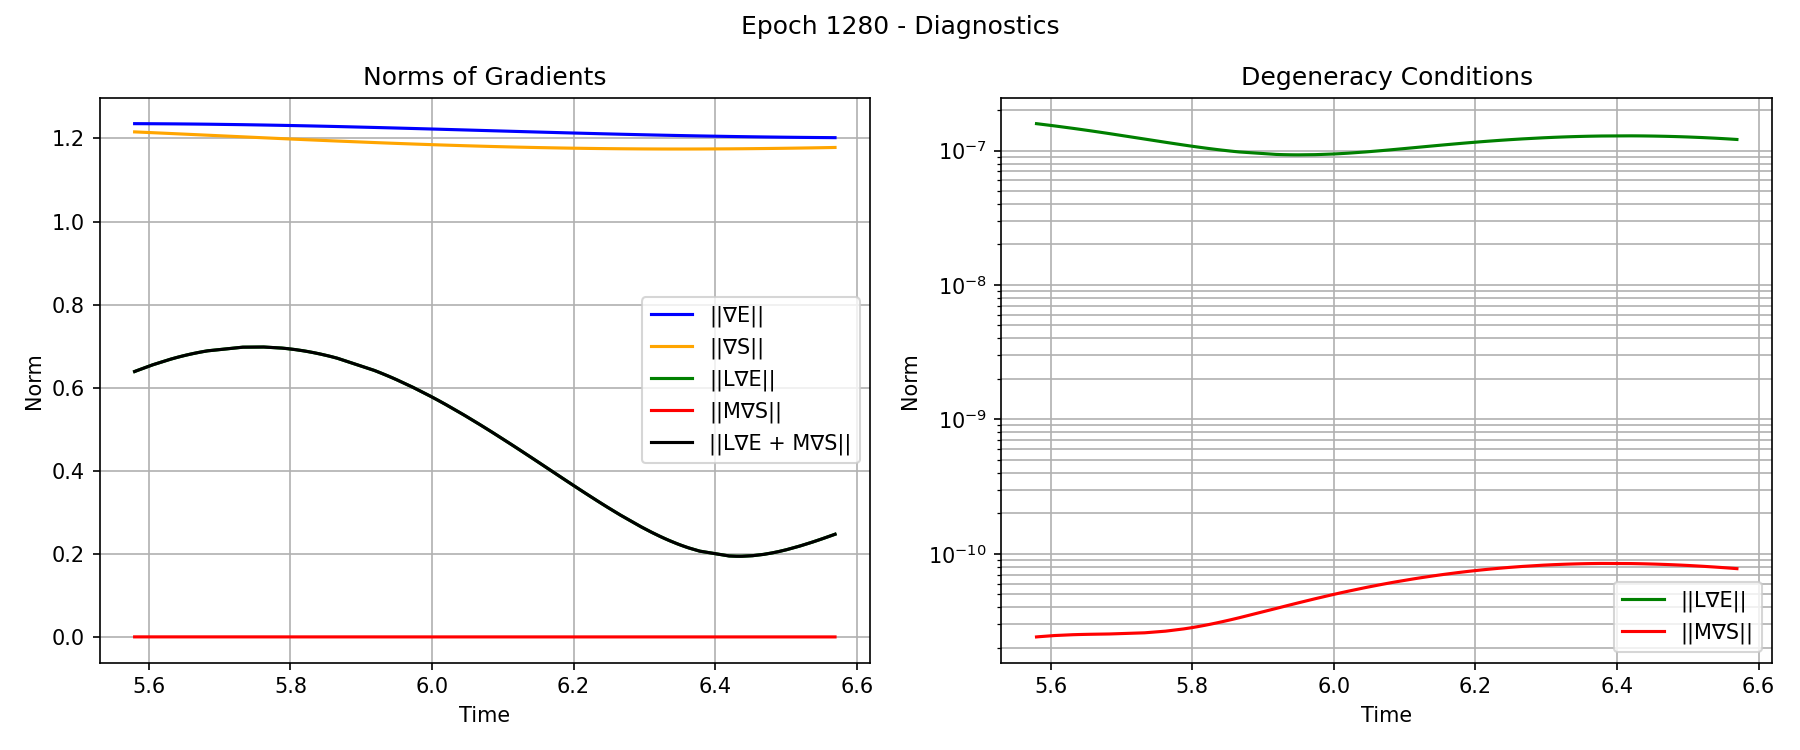 Epoch 1280 - Diagnostics
Norms of Gradients
Norm
1.2
1.0
0.8
0.6
0.4
0.2
0.0
5.6 5.8 6.0 6.2 6.4 6.6
Time
||∇E||
||∇S||
||L∇E||
||M∇S||
||L∇E + M∇S||
Degeneracy Conditions
Norm
10⁻⁷
10⁻⁸
10⁻⁹
10⁻¹⁰
5.6 5.8 6.0 6.2 6.4 6.6
Time
||L∇E||
||M∇S||